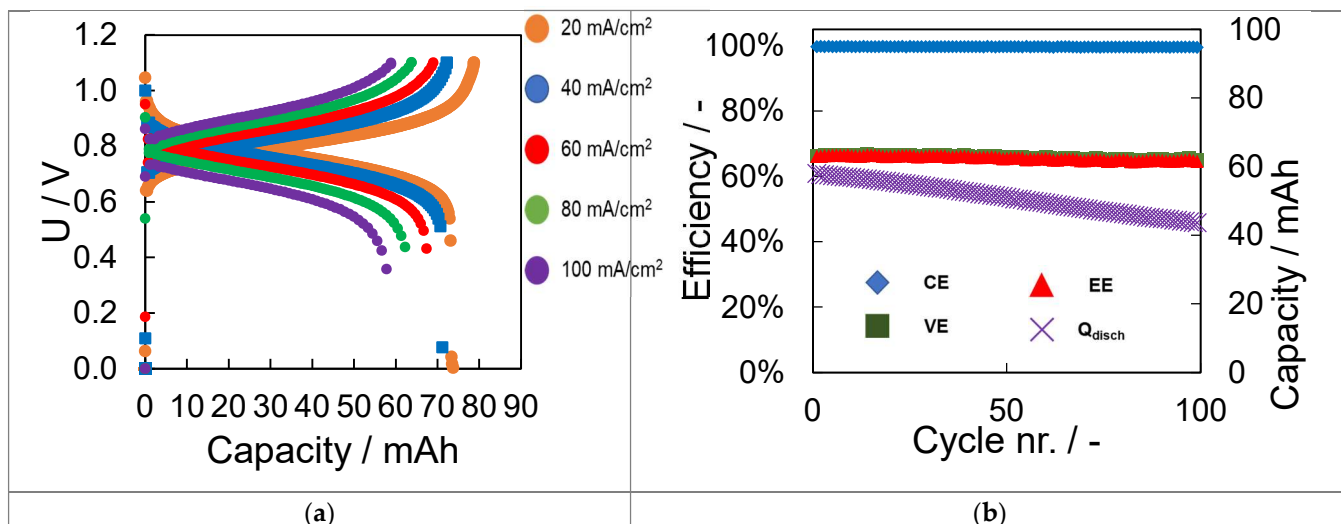 U / V
1.2
1.0
0.8
0.6
0.4
0.2
0.0
0 10 20 30 40 50 60 70 80 90
Capacity / mAh
20 mA/cm²
40 mA/cm²
60 mA/cm²
80 mA/cm²
100 mA/cm²
(a)
Efficiency / -
100%
80%
60%
40%
20%
0%
CE
EE
VE
Qdisch
0 50 100
Cycle nr. / -
100
80
60
40
20
0
Capacity / mAh
(b)